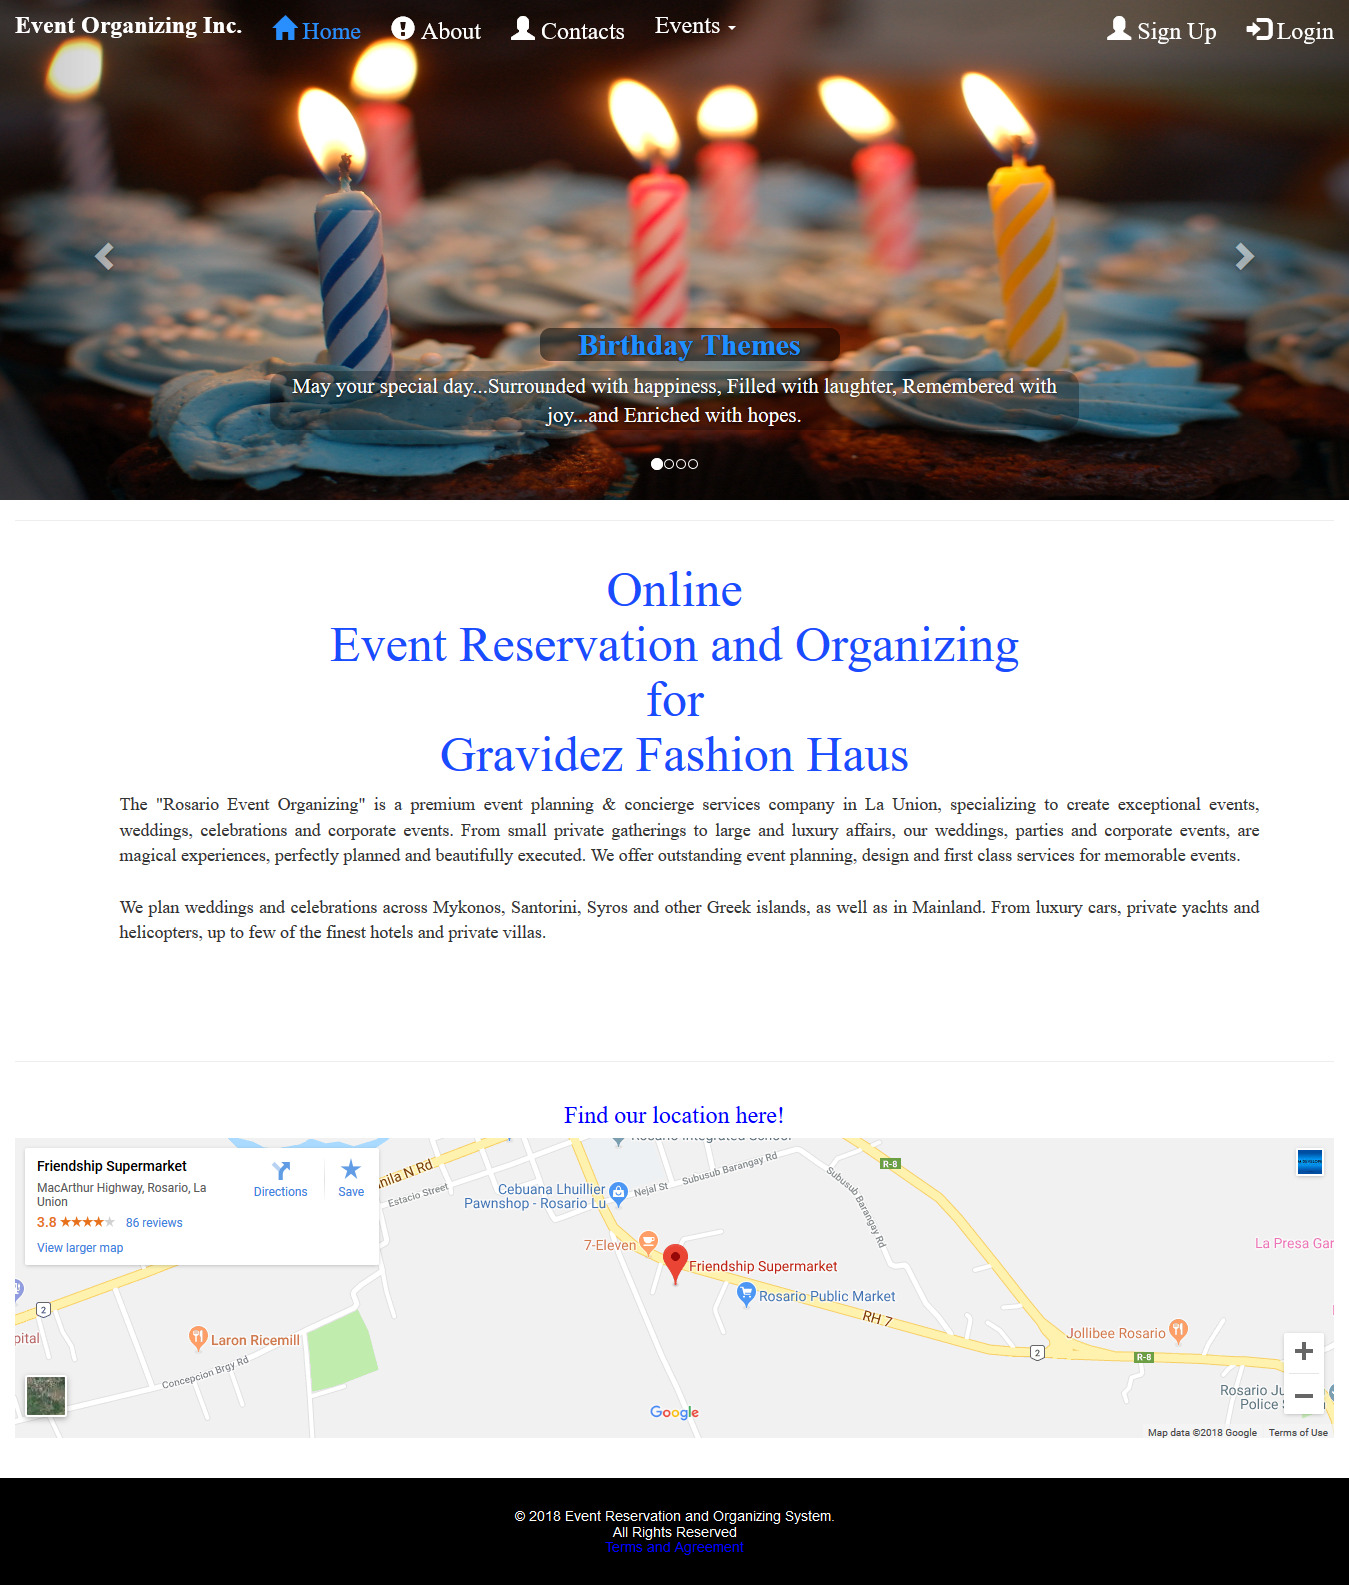 Event Organizing Inc. Home About Contacts Events Sign Up Login
Birthday Themes
May your special day...Surrounded with happiness, Filled with laughter, Remembered with
joy...and Enriched with hopes.
Online
Event Reservation and Organizing
for
Gravidez Fashion Haus
The "Rosario Event Organizing" is a premium event planning & concierge services company in La Union, specializing to create exceptional events,
weddings, celebrations and corporate events. From small private gatherings to large and luxury affairs, our weddings, parties and corporate events, are
magical experiences, perfectly planned and beautifully executed. We offer outstanding event planning, design and first class services for memorable events.
We plan weddings and celebrations across Mykonos, Santorini, Syros and other Greek islands, as well as in Mainland. From luxury cars, private yachts and
helicopters, up to few of the finest hotels and private villas.
Find our location here!
Friendship Supermarket
MacArthur Highway, Rosario, La
Union
3.8 86 reviews
View larger map
Directions
Save
nila N Rd
Estacio Street
Rosario Integrated School
Cebuana Lhuillier
Pawnshop - Rosario Lu
Nejal St
Subusub Barangay Rd
Subusub Barangay Rd
R-8
7-Eleven
Friendship Supermarket
La Presa Gar
Rosario Public Market
RH 7
2
pital
Laron Ricemill
Concepcion Brgy Rd
Jollibee Rosario
2
R-8
Rosario Ju
Police S
Google
Map data ©2018 Google Terms of Use
© 2018 Event Reservation and Organizing System.
All Rights Reserved
Terms and Agreement